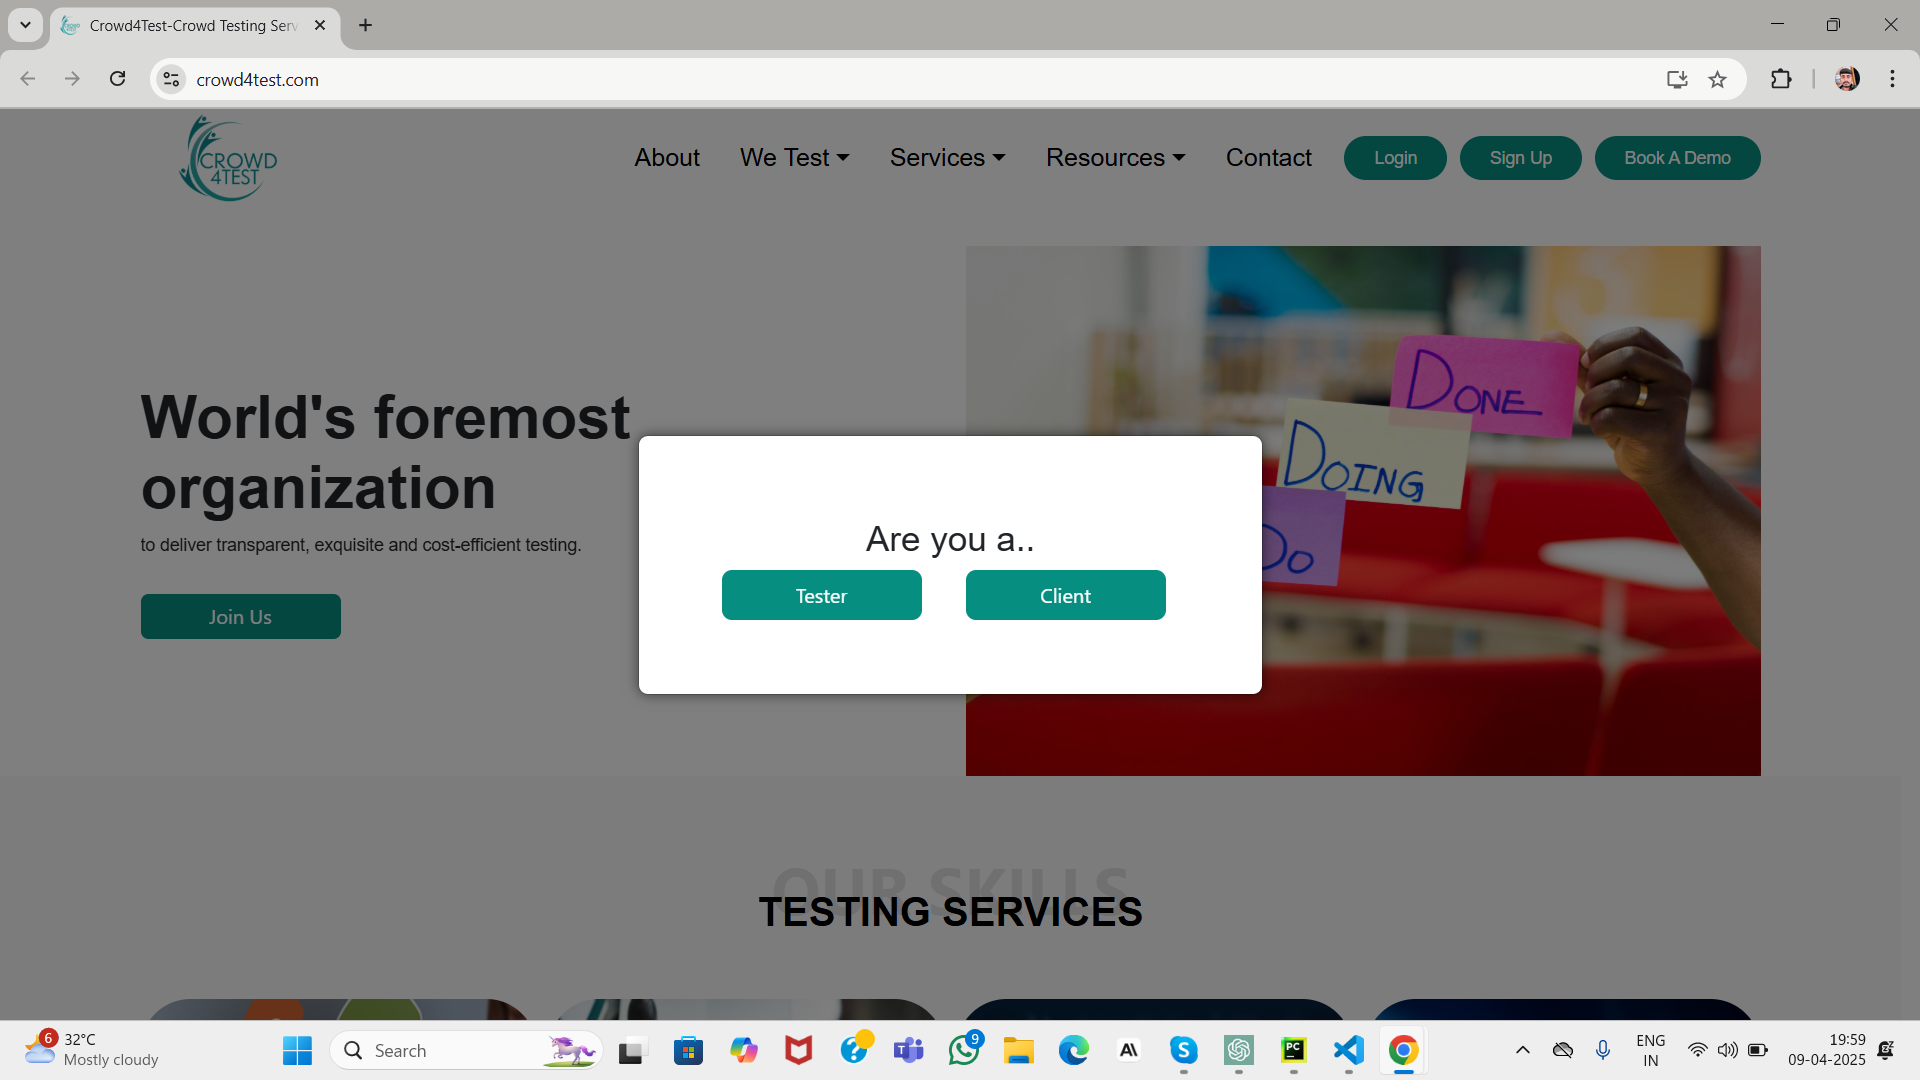 Crowd4Test-Crowd Testing Serv
crowd4test.com
CROWD
4TEST
About
We Test
Services
Resources
Contact
Login
Sign Up
Book A Demo
World's foremost
organization
to deliver transparent, exquisite and cost-efficient testing.
Join Us
DONE
DOING
DO
Are you a..
Tester
Client
OUR SKILLS
TESTING SERVICES
6
32°C
Mostly cloudy
Search
9
PC
ENG
IN
19:59
09-04-2025